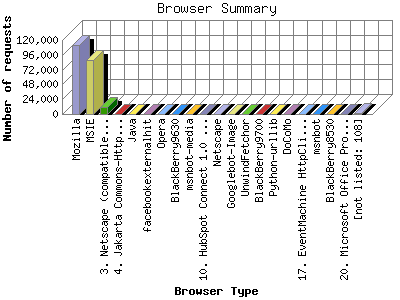 Browser Summary
Number of requests
120,000
96,000
72,000
48,000
24,000
0
Mozilla
MSIE
3. Netscape (compatible...
4. Jakarta Commons-Http...
Java
facebookexternalhit
Opera
BlackBerry9630
msnbot-media
10. HubSpot Connect 1.0 ...
Netscape
Googlebot-Image
UnwindFetchor
BlackBerry9700
Python-urllib
DoCoMo
17. EventMachine HttpCli...
msnbot
BlackBerry8530
20. Microsoft Office Pro...
[not listed: 108]
Browser Type